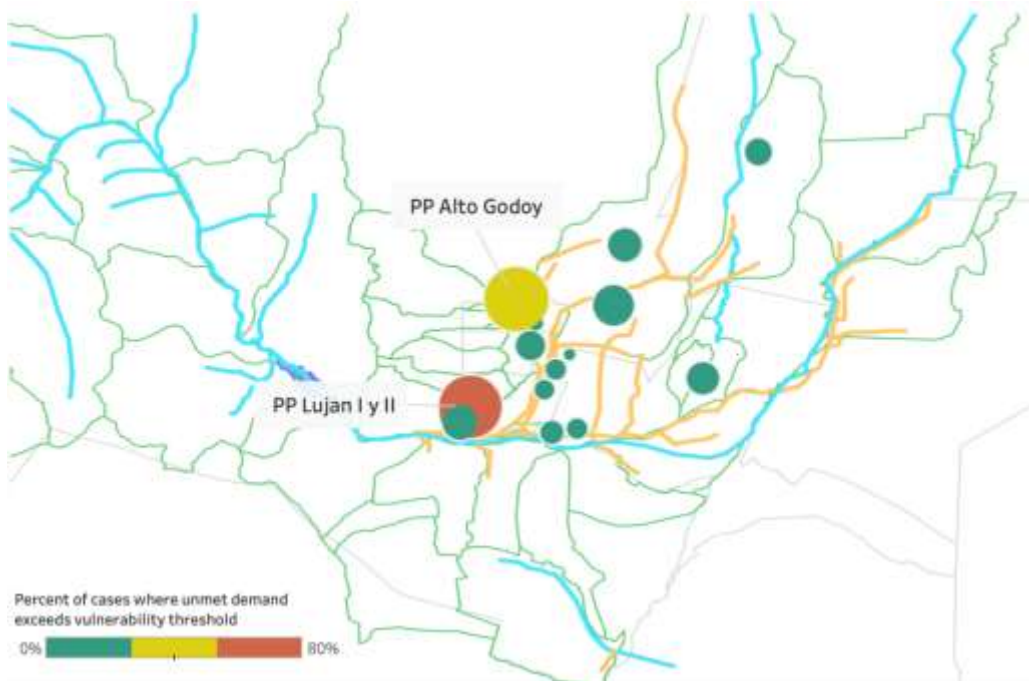 PP Alto Godoy
PP Lujan I y II
Percent of cases where unmet demand
exceeds vulnerability threshold
0% 80%